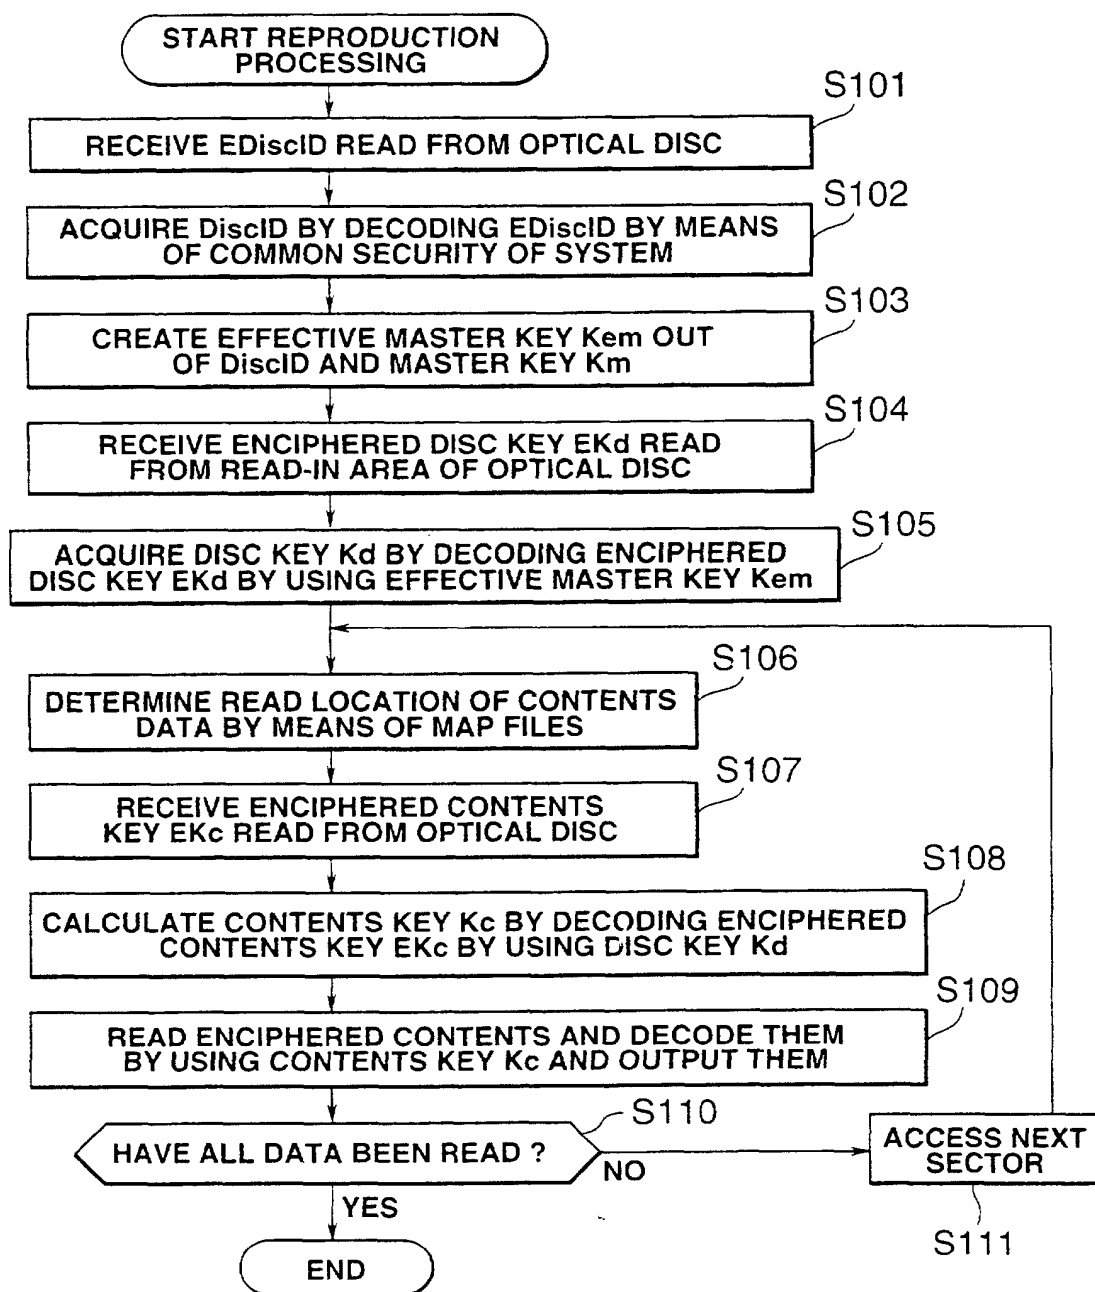 START REPRODUCTION
PROCESSING
S101
RECEIVE EDiscID READ FROM OPTICAL DISC
S102
ACQUIRE DiscID BY DECODING EDiscID BY MEANS
OF COMMON SECURITY OF SYSTEM
S103
CREATE EFFECTIVE MASTER KEY Kem OUT
OF DiscID AND MASTER KEY Km
S104
RECEIVE ENCIPHERED DISC KEY EKd READ
FROM READ-IN AREA OF OPTICAL DISC
S105
ACQUIRE DISC KEY Kd BY DECODING ENCIPHERED
DISC KEY EKd BY USING EFFECTIVE MASTER KEY Kem
S106
DETERMINE READ LOCATION OF CONTENTS
DATA BY MEANS OF MAP FILES
S107
RECEIVE ENCIPHERED CONTENTS
KEY EKc READ FROM OPTICAL DISC
S108
CALCULATE CONTENTS KEY Kc BY DECODING ENCIPHERED
CONTENTS KEY EKc BY USING DISC KEY Kd
S109
READ ENCIPHERED CONTENTS AND DECODE THEM
BY USING CONTENTS KEY Kc AND OUTPUT THEM
S110
HAVE ALL DATA BEEN READ ?
NO
ACCESS NEXT
SECTOR
S111
YES
END